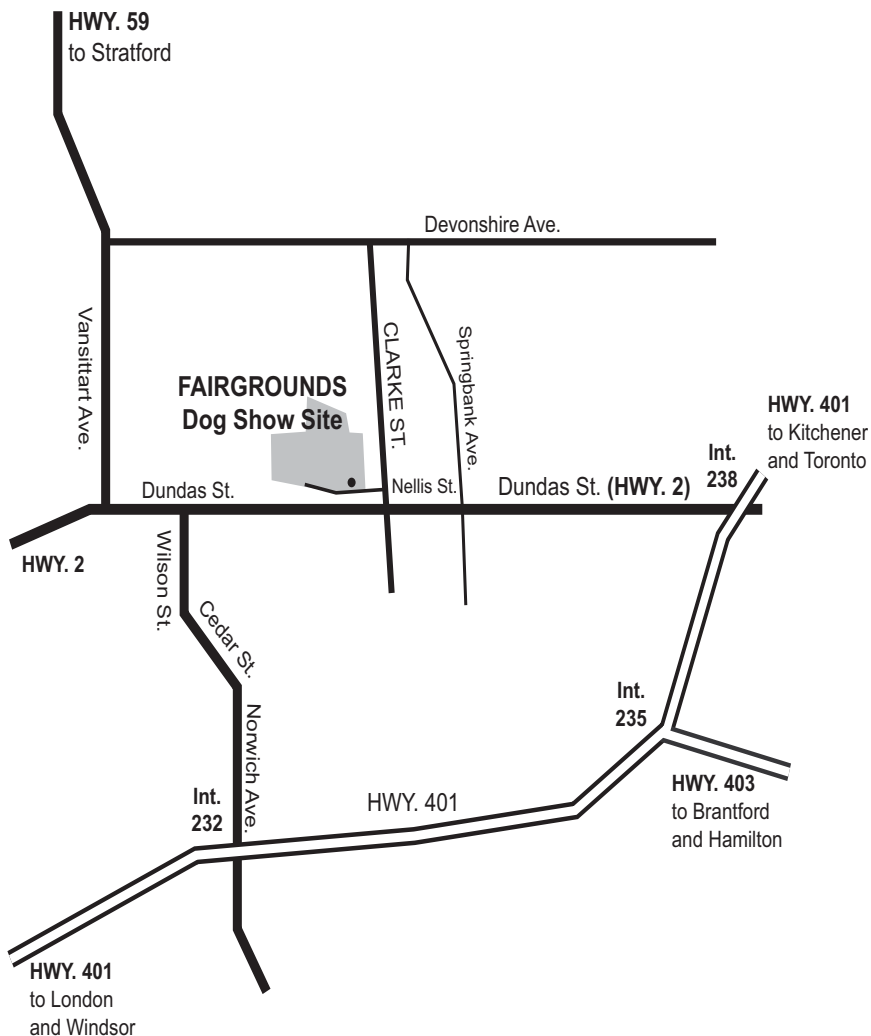 HWY. 59
to Stratford
Devonshire Ave.
Vansittart Ave.
CLARKE ST.
Springbank Ave.
FAIRGROUNDS
Dog Show Site
HWY. 401
to Kitchener
and Toronto
Int.
238
Dundas St.
Nellis St.
Dundas St. (HWY. 2)
HWY. 2
Wilson St.
Cedar St.
Norwich Ave.
Int.
235
Int.
232
HWY. 401
HWY. 403
to Brantford
and Hamilton
HWY. 401
to London
and Windsor